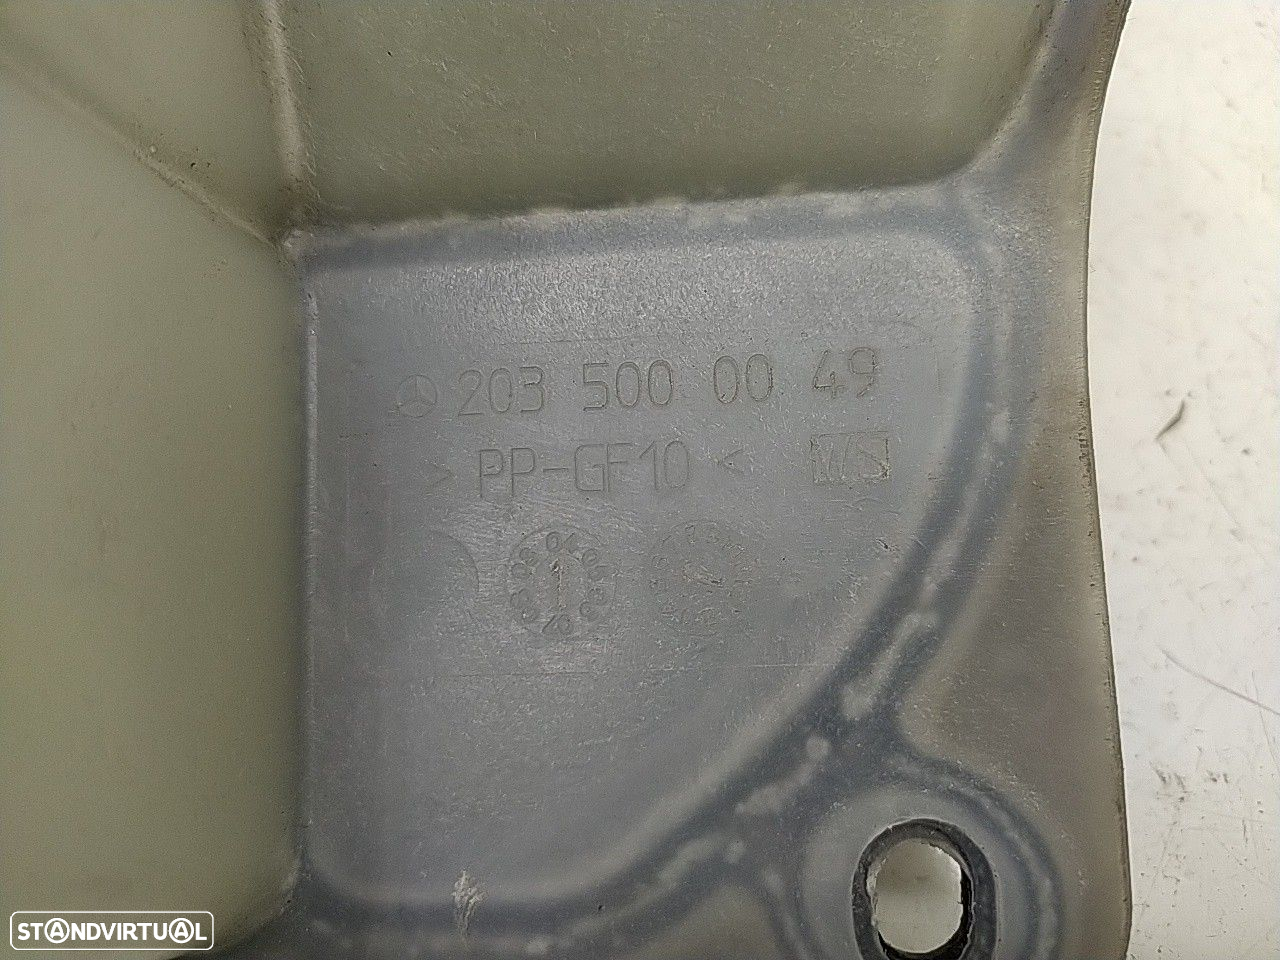 203 500 00 49
> PP-GF10 <
STANDVIRTUAL